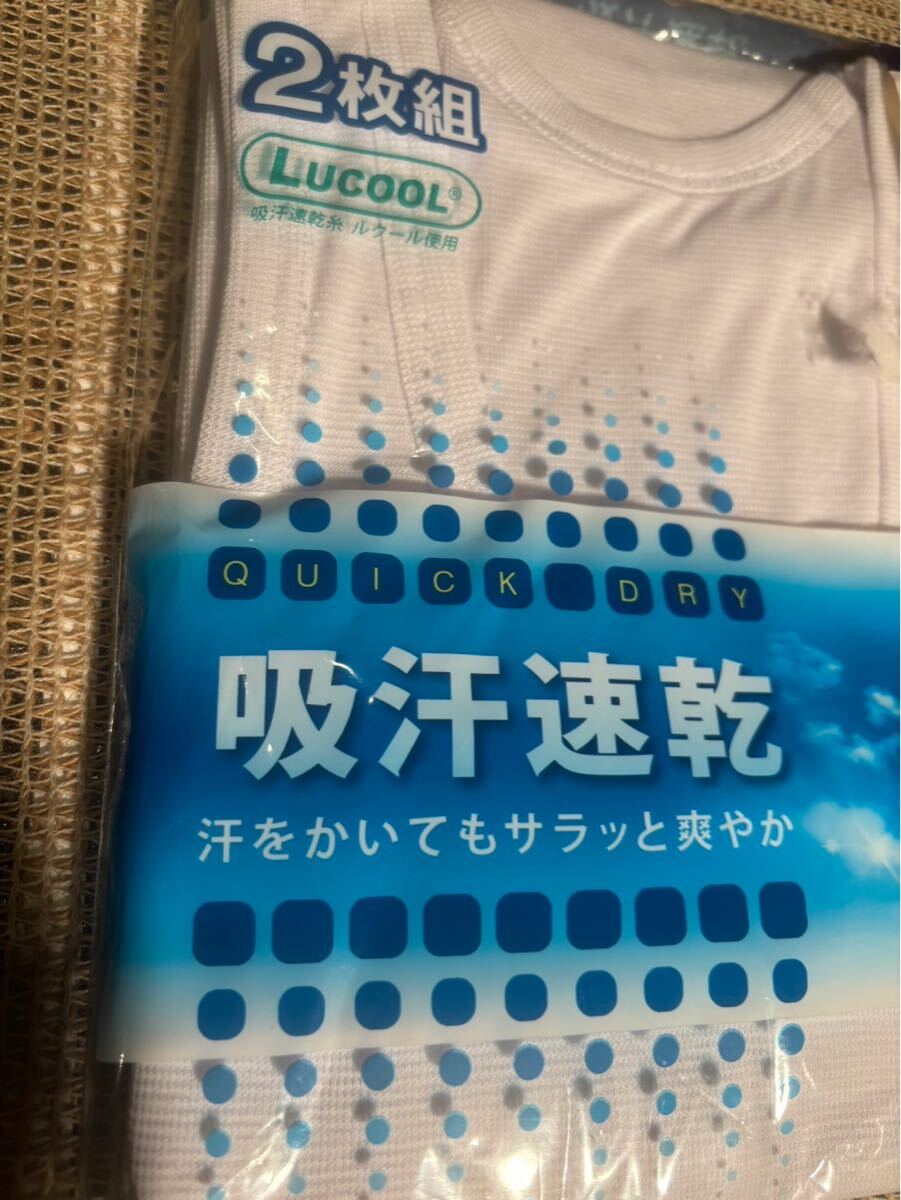 2枚組
LUCOOL®
吸汗速乾糸 ルクール使用
QUICK DRY
吸汗速乾
汗をかいてもサラッと爽やか